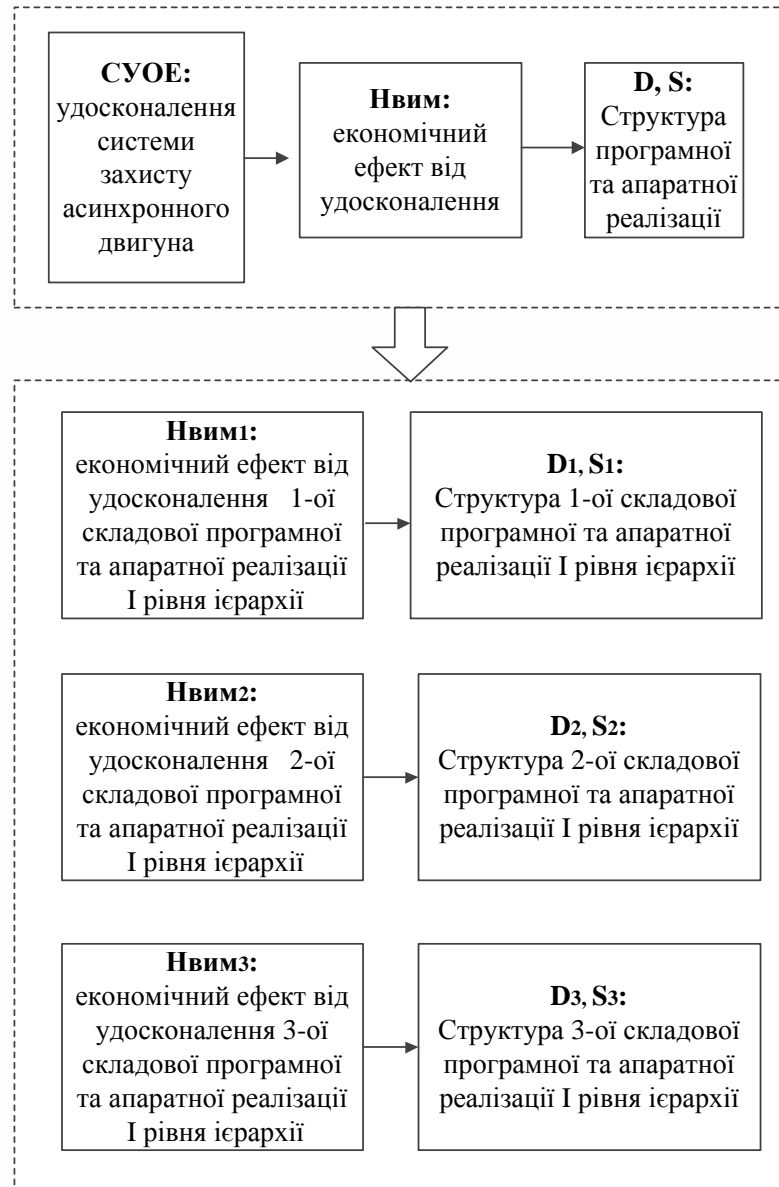 СУОЕ:
удосконалення
системи
захисту
асинхронного
двигуна
Hвим:
економічний
ефект від
удосконалення
D, S:
Структура
програмної
та апаратної
реалізації
Hвим1:
економічний ефект від
удосконалення 1-ої
складової програмної
та апаратної реалізації
I рівня ієрархії
D1, S1:
Структура 1-ої складової
програмної та апаратної
реалізації I рівня ієрархії
Hвим2:
економічний ефект від
удосконалення 2-ої
складової програмної
та апаратної реалізації
I рівня ієрархії
D2, S2:
Структура 2-ої складової
програмної та апаратної
реалізації I рівня ієрархії
Hвим3:
економічний ефект від
удосконалення 3-ої
складової програмної
та апаратної реалізації
I рівня ієрархії
D3, S3:
Структура 3-ої складової
програмної та апаратної
реалізації I рівня ієрархії